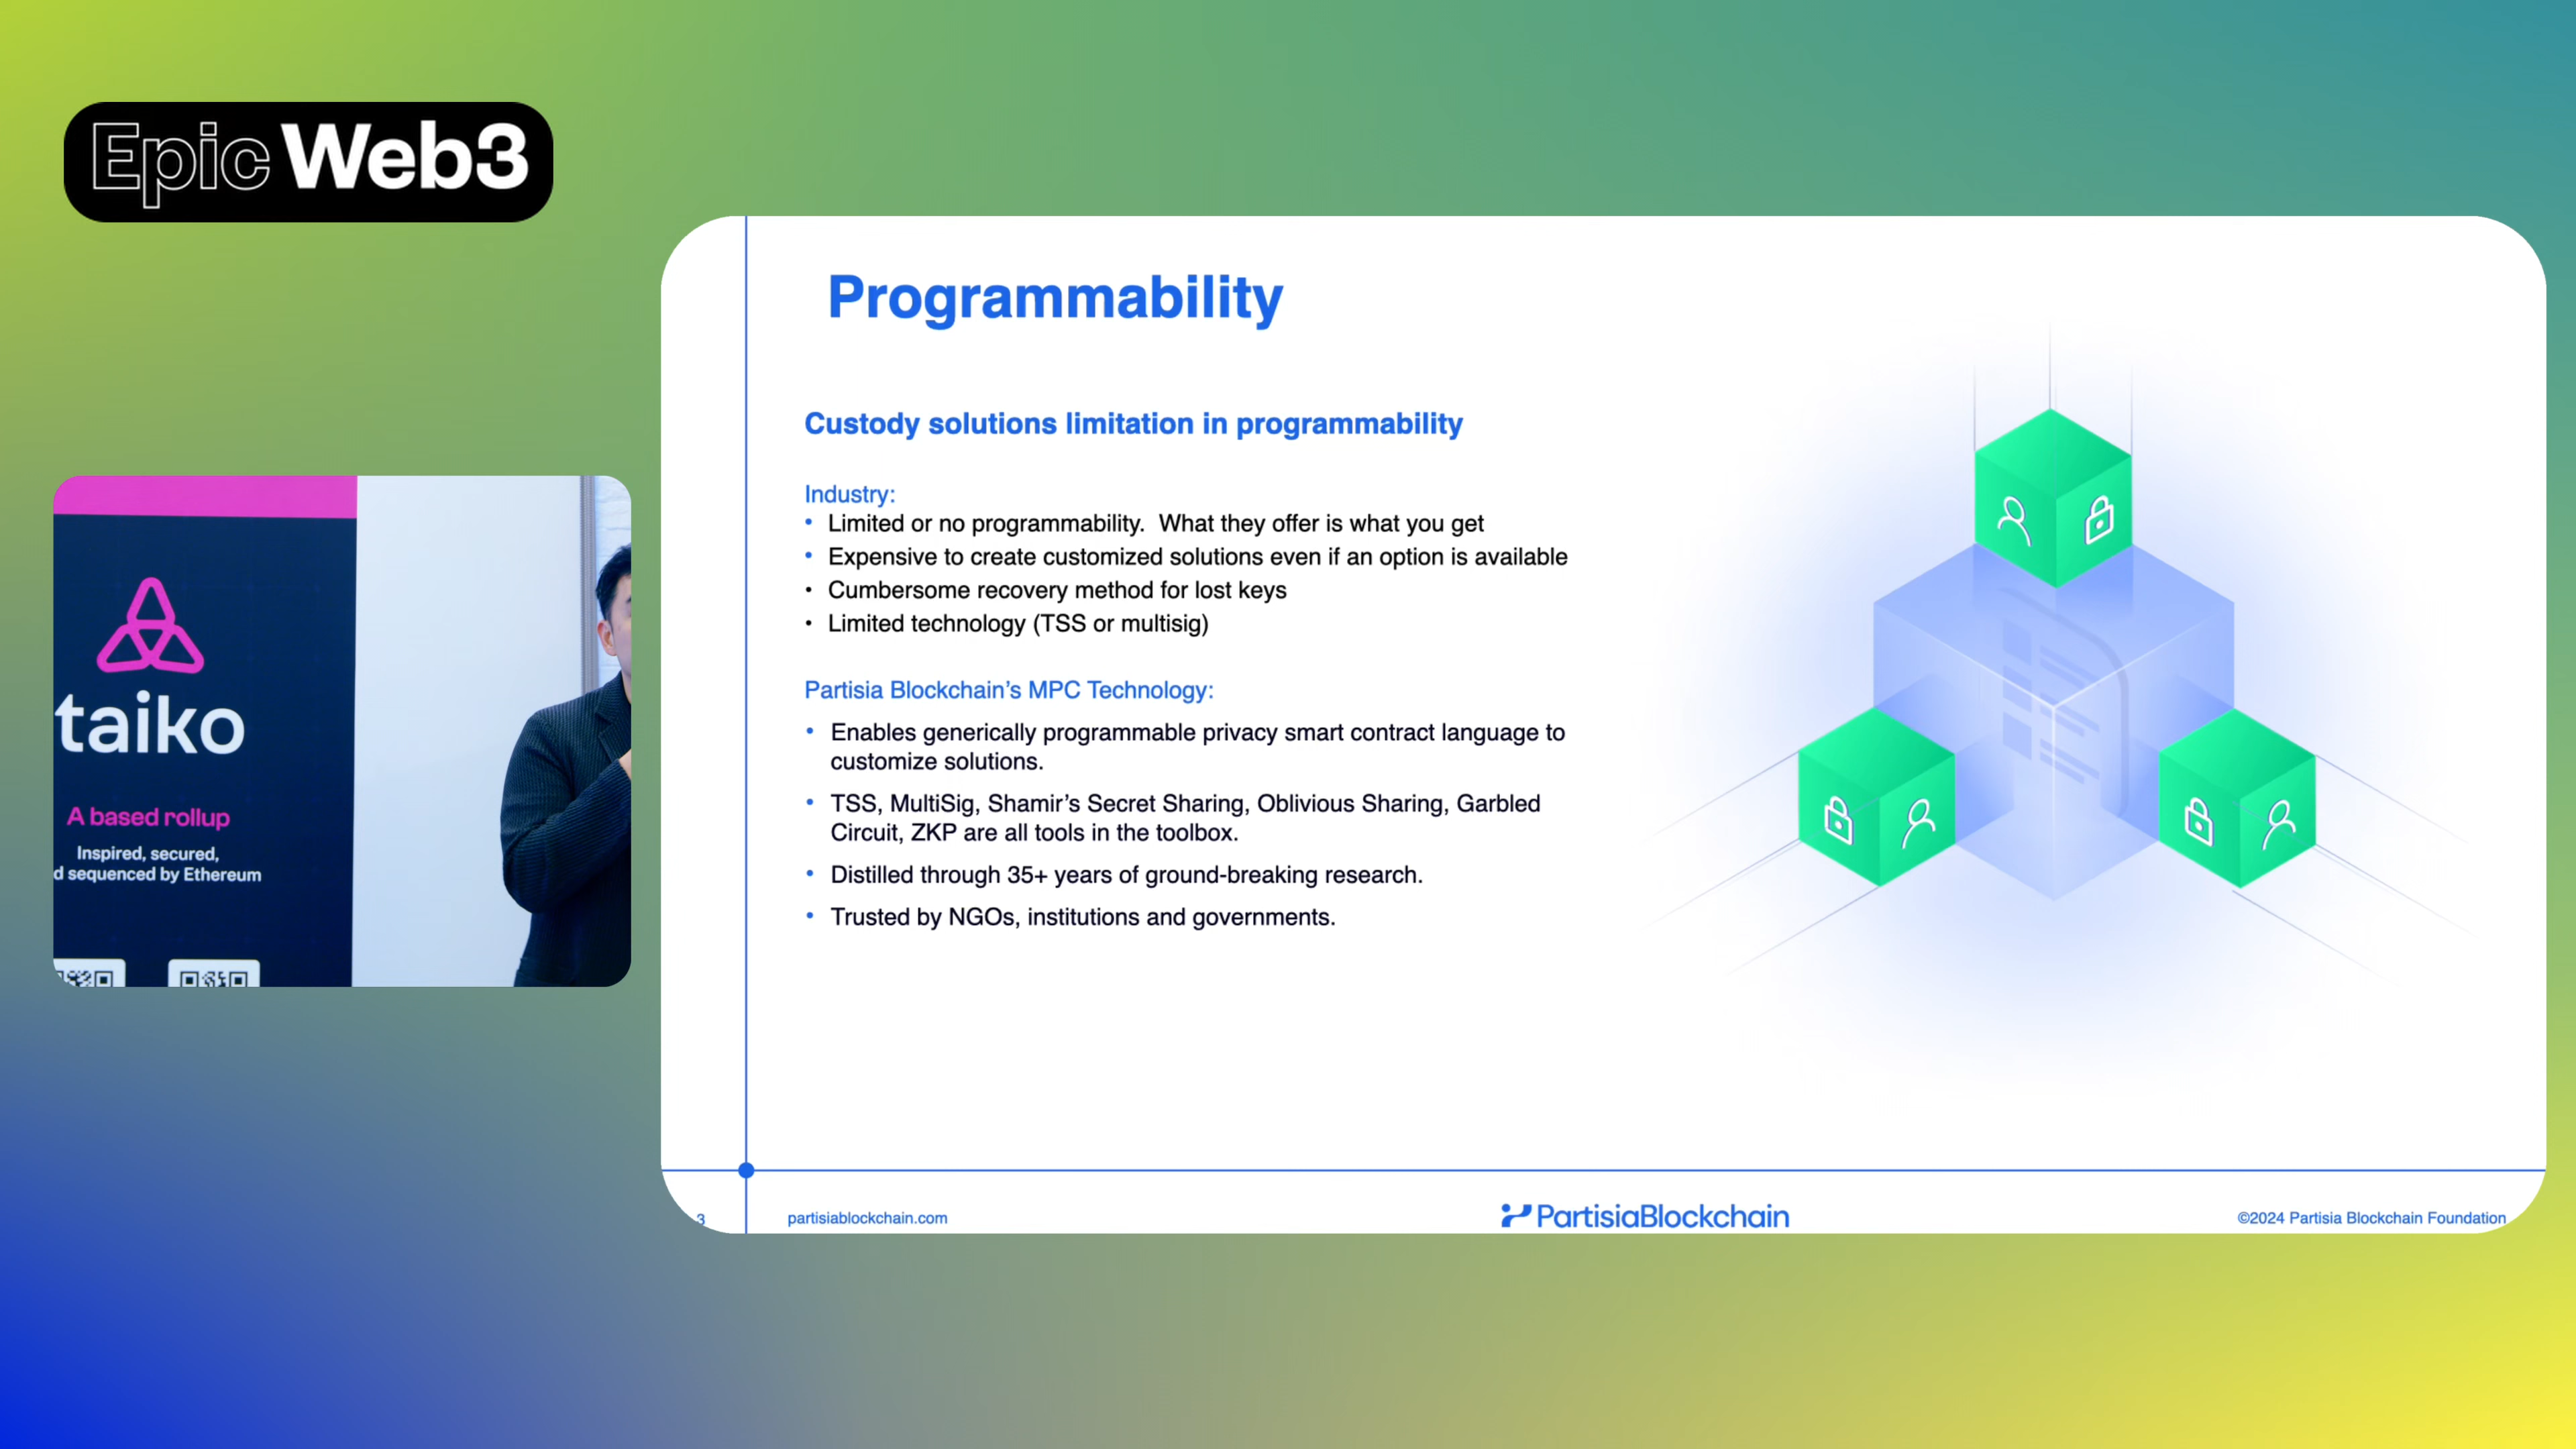 Epic Web3
Programmability
Custody solutions limitation in programmability
Industry:
• Limited or no programmability.  What they offer is what you get
• Expensive to create customized solutions even if an option is available
• Cumbersome recovery method for lost keys
• Limited technology (TSS or multisig)
Partisia Blockchain’s MPC Technology:
• Enables generically programmable privacy smart contract language to
customize solutions.
• TSS, MultiSig, Shamir’s Secret Sharing, Oblivious Sharing, Garbled
Circuit, ZKP are all tools in the toolbox.
• Distilled through 35+ years of ground-breaking research.
• Trusted by NGOs, institutions and governments.
3
partisiablockchain.com
PartisiaBlockchain
©2024 Partisia Blockchain Foundation
taiko
A based rollup
Inspired, secured,
d sequenced by Ethereum